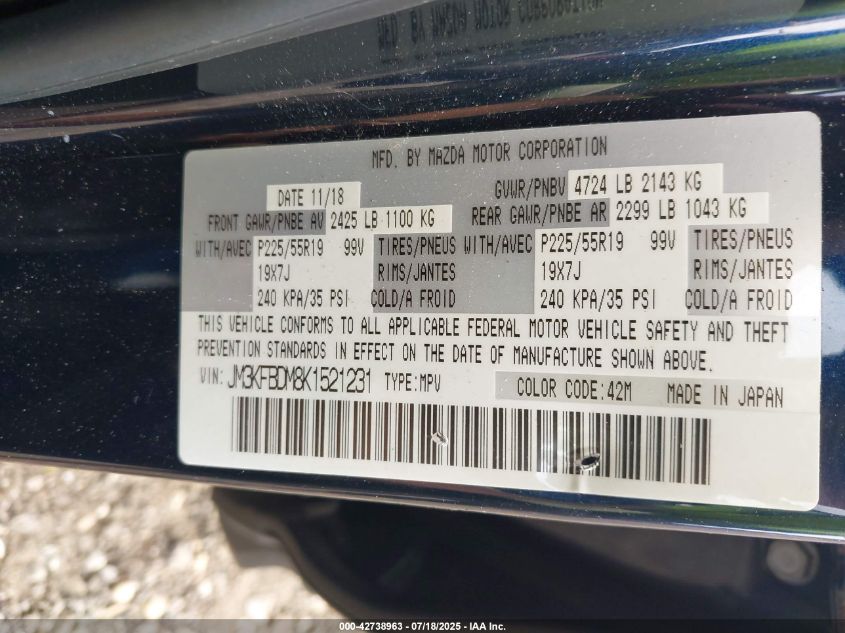 MFD. BY MAZDA MOTOR CORPORATION
DATE 11/18 GVWR/PNBV 4724 LB 2143 KG
FRONT GAWR/PNBE AV 2425 LB 1100 KG REAR GAWR/PNBE AR 2299 LB 1043 KG
WITH/AVEC P225/55R19 99V TIRES/PNEUS WITH/AVEC P225/55R19 99V TIRES/PNEUS
19X7J RIMS/JANTES 19X7J RIMS/JANTES
240 KPA/35 PSI COLD/A FROID 240 KPA/35 PSI COLD/A FROID
THIS VEHICLE CONFORMS TO ALL APPLICABLE FEDERAL MOTOR VEHICLE SAFETY AND THEFT
PREVENTION STANDARDS IN EFFECT ON THE DATE OF MANUFACTURE SHOWN ABOVE.
VIN: JM3KFBDM8K1521231 TYPE:MPV COLOR CODE:42M MADE IN JAPAN
000-42738963 / 07/18/2025 - IAA Inc.